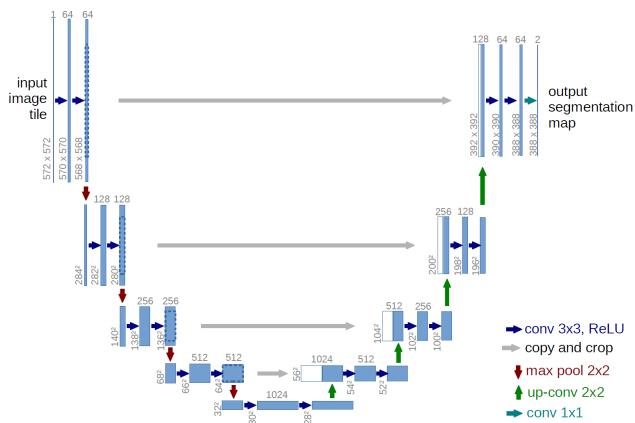 1 64 64
128 64 64 2
input
image
tile
output
segmentation
map
572 x 572
570 x 570
568 x 568
392 x 392
390 x 390
388 x 388
388 x 388
128 128
256 128
284²
282²
280²
200²
198²
196²
256 256
512 256
140²
138²
136²
104²
102²
100²
512 512
1024 512
68²
66²
64²
56²
54²
52²
1024
32²
30²
28²
conv 3x3, ReLU
copy and crop
max pool 2x2
up-conv 2x2
conv 1x1